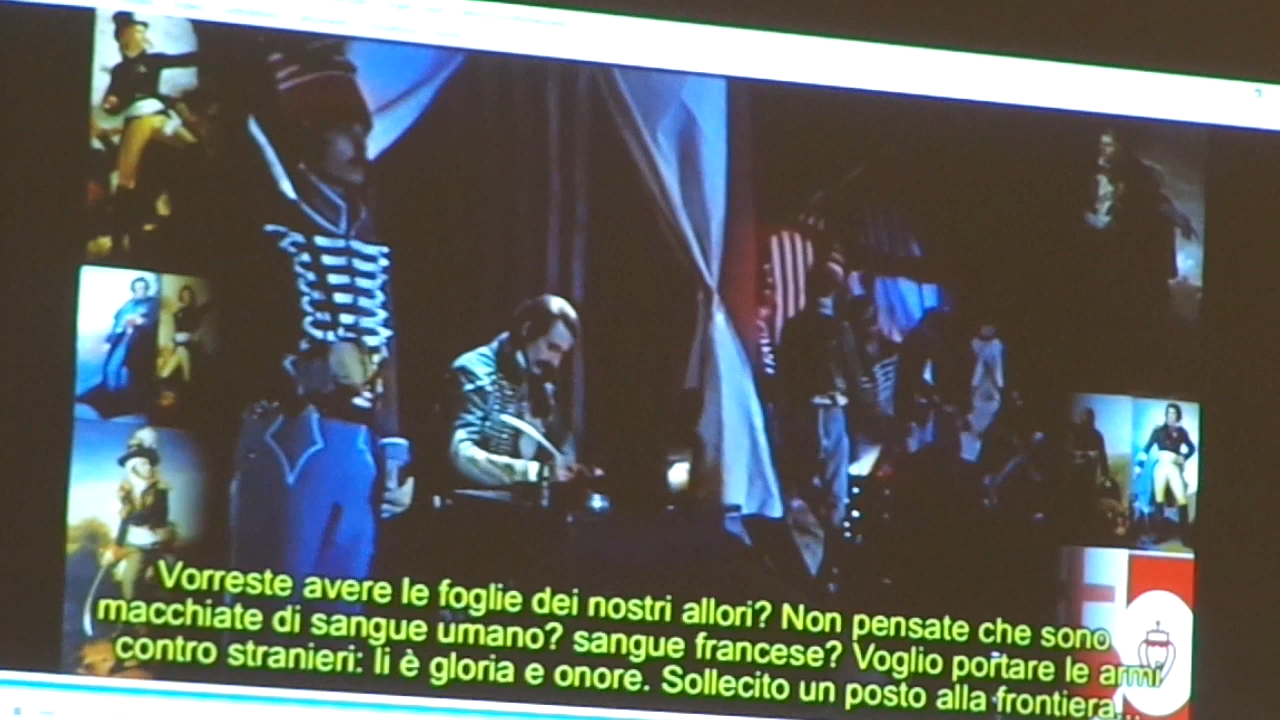 Vorreste avere le foglie dei nostri allori? Non pensate che sono
macchiate di sangue umano? sangue francese? Voglio portare le armi
contro stranieri: lì è gloria e onore. Sollecito un posto alla frontiera...